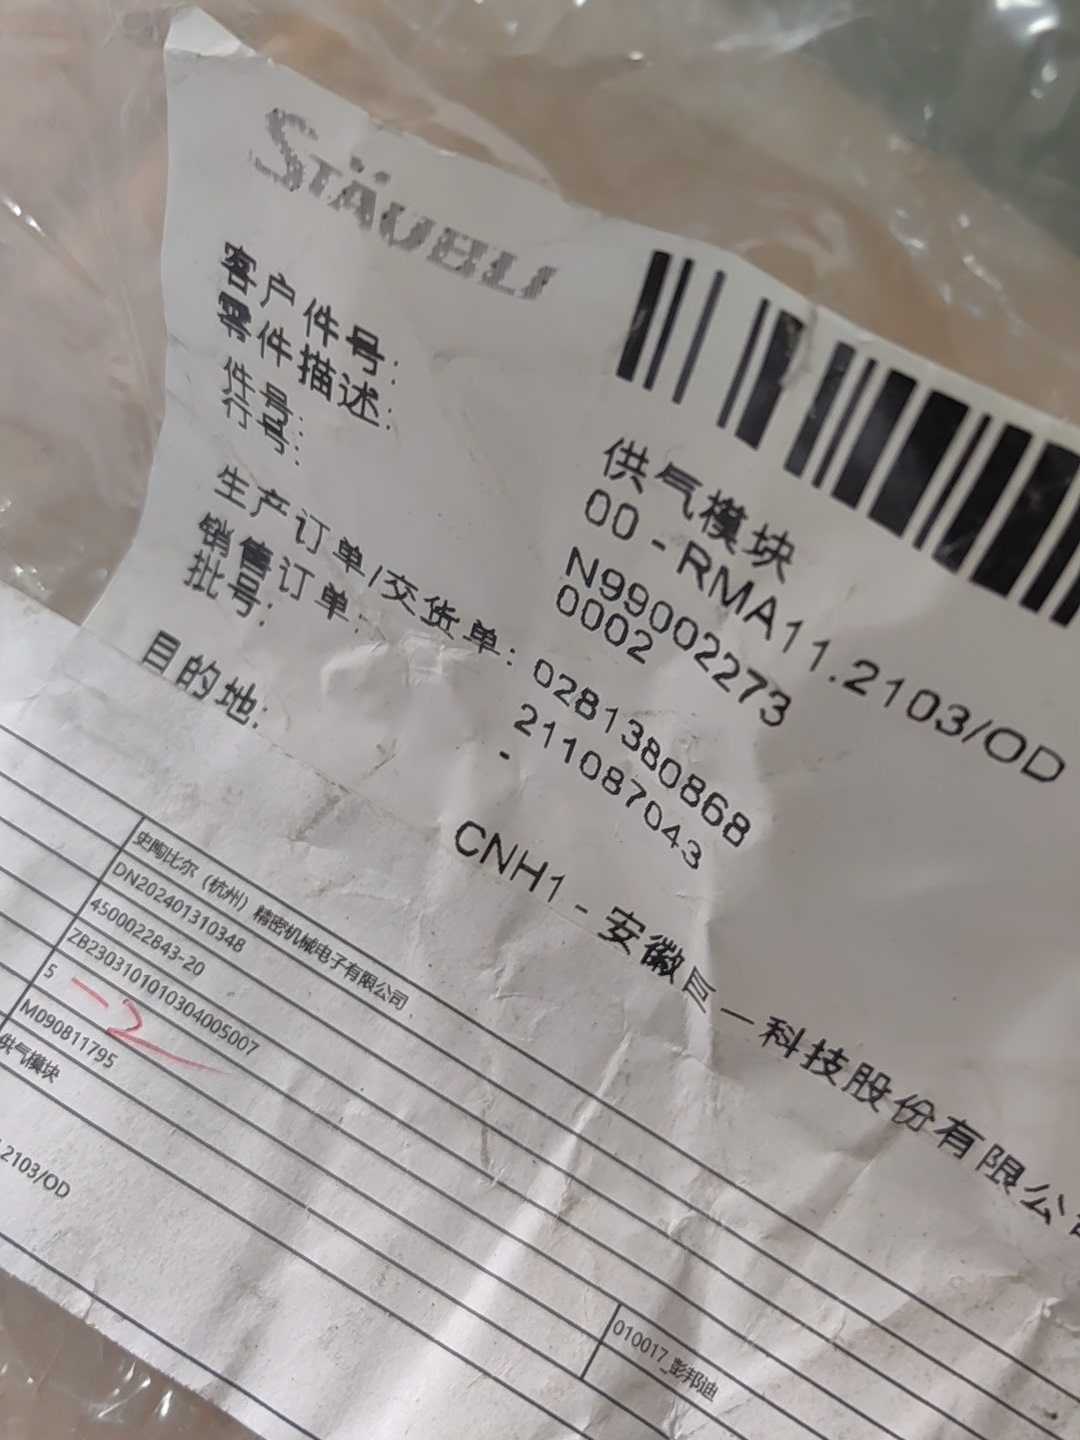 STÄUBLI
客户件号:
零件描述: 供气模块
00 - RMA11.2103/OD
件号: N99002273
行号: 0002
生产订单/交货单: 0281380868
销售订单: 211087043
批号: -
目的地: CNH1 - 安徽巨一科技股份有限公司
史陶比尔（杭州）精密机械电子有限公司
DN202401310348
4500022843-20
ZB2303101010304005007
5 -2
M090811795
供气模块
.2103/OD
010017_彭邦迪